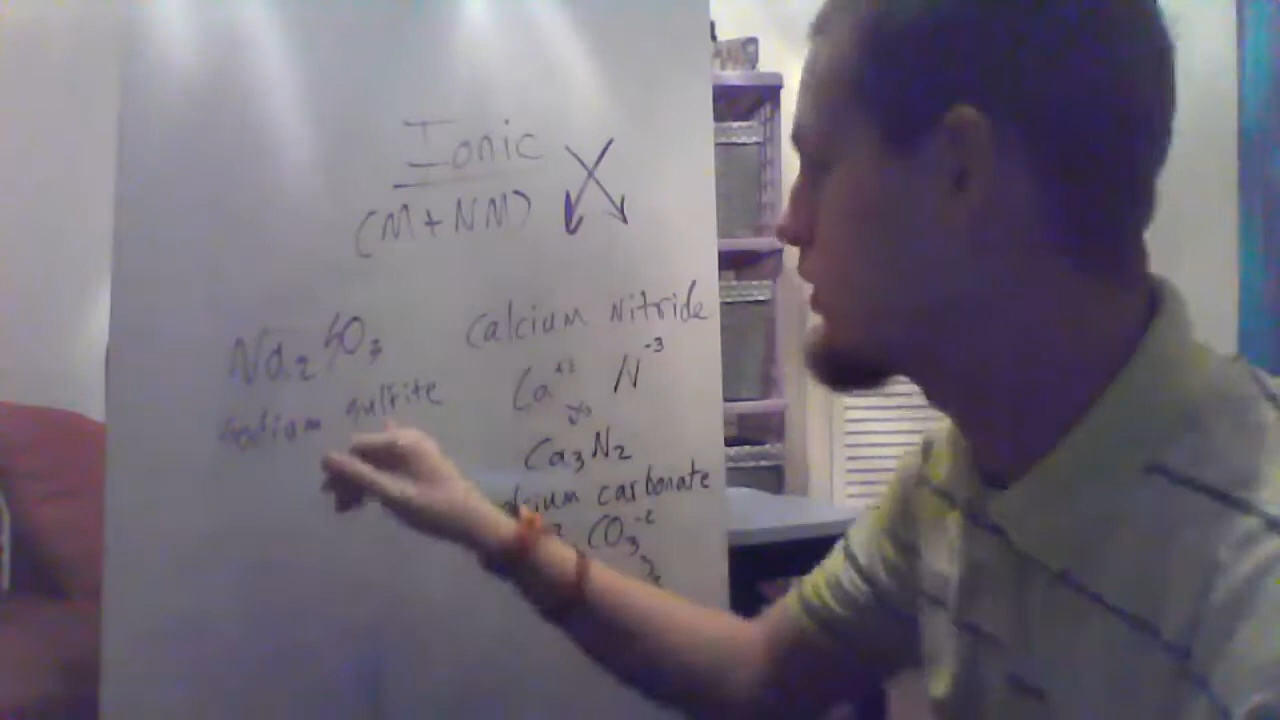 Ionic
(M+NM)
Na₂SO₃
sodium sulfite
calcium nitride
Ca⁺² N⁻³
Ca₃N₂
carbonate
CO₃⁻²